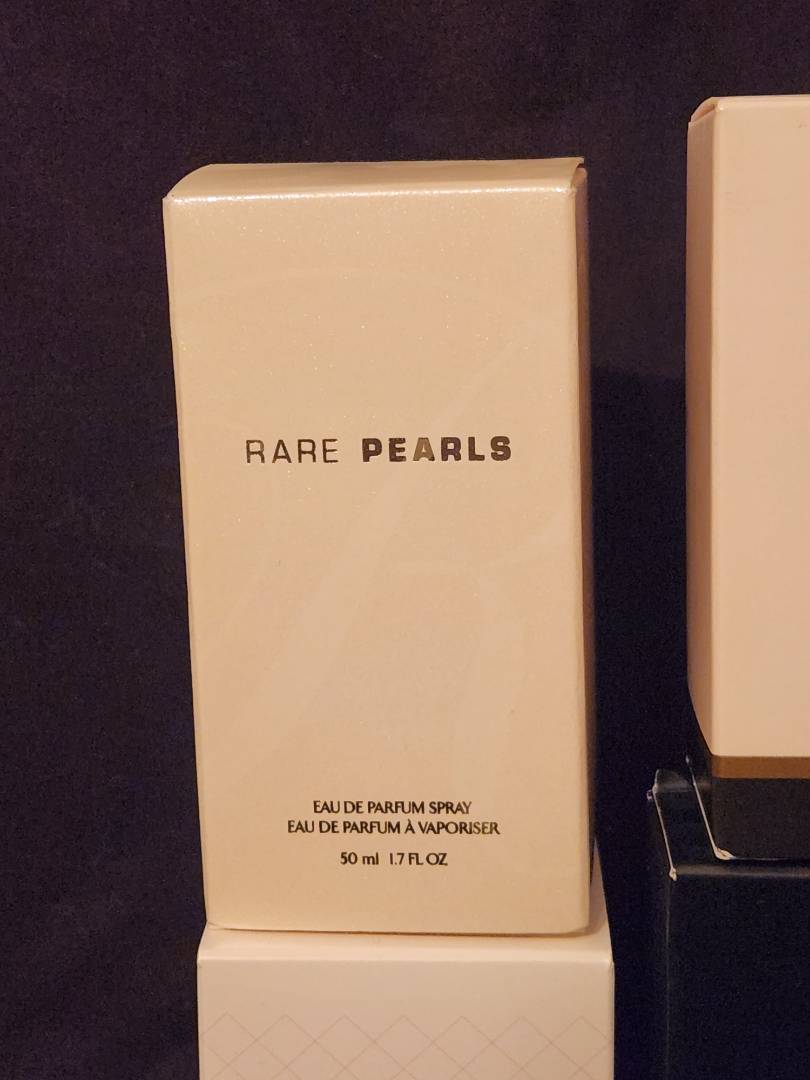 RARE PEARLS
EAU DE PARFUM SPRAY
EAU DE PARFUM À VAPORISER
50 ml 1.7 FL OZ